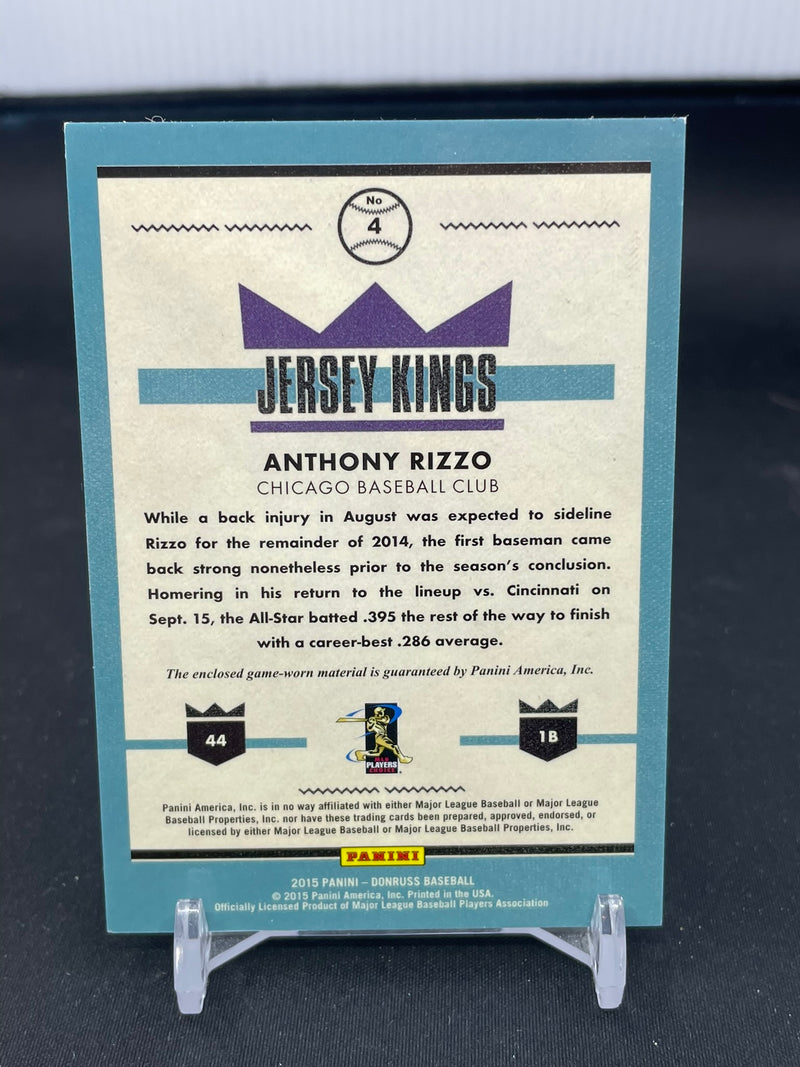 No
4
JERSEY KINGS
ANTHONY RIZZO
CHICAGO BASEBALL CLUB
While a back injury in August was expected to sideline
Rizzo for the remainder of 2014, the first baseman came
back strong nonetheless prior to the season's conclusion.
Homering in his return to the lineup vs. Cincinnati on
Sept. 15, the All-Star batted .395 the rest of the way to finish
with a career-best .286 average.
The enclosed game-worn material is guaranteed by Panini America, Inc.
44
MLB
PLAYERS
CHOICE
1B
Panini America, Inc. is in no way affiliated with either Major League Baseball or Major League
Baseball Properties, Inc. nor have these trading cards been prepared, approved, endorsed, or
licensed by either Major League Baseball or Major League Baseball Properties, Inc.
PANINI
2015 PANINI – DONRUSS BASEBALL
© 2015 Panini America, Inc. Printed in the USA.
Officially Licensed Product of Major League Baseball Players Association